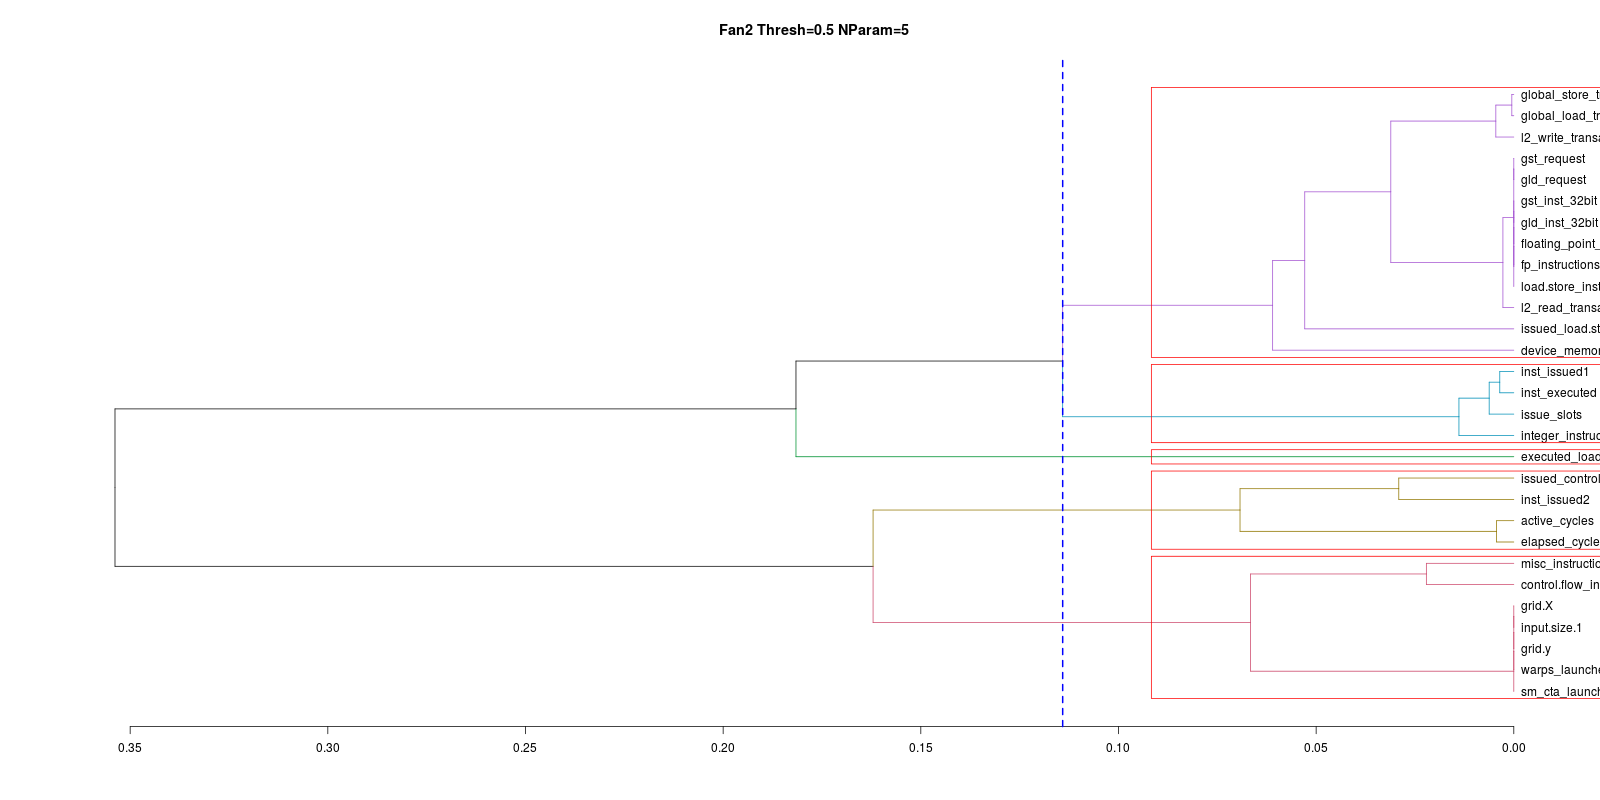 Fan2 Thresh=0.5 NParam=5
global_store_t
global_load_tr
l2_write_transa
gst_request
gld_request
gst_inst_32bit
gld_inst_32bit
floating_point_
fp_instructions
load.store_inst
l2_read_transa
issued_load.st
device_memor
inst_issued1
inst_executed
issue_slots
integer_instruc
executed_load
issued_control
inst_issued2
active_cycles
elapsed_cycle
misc_instructio
control.flow_in
grid.X
input.size.1
grid.y
warps_launche
sm_cta_launch
0.35 0.30 0.25 0.20 0.15 0.10 0.05 0.00